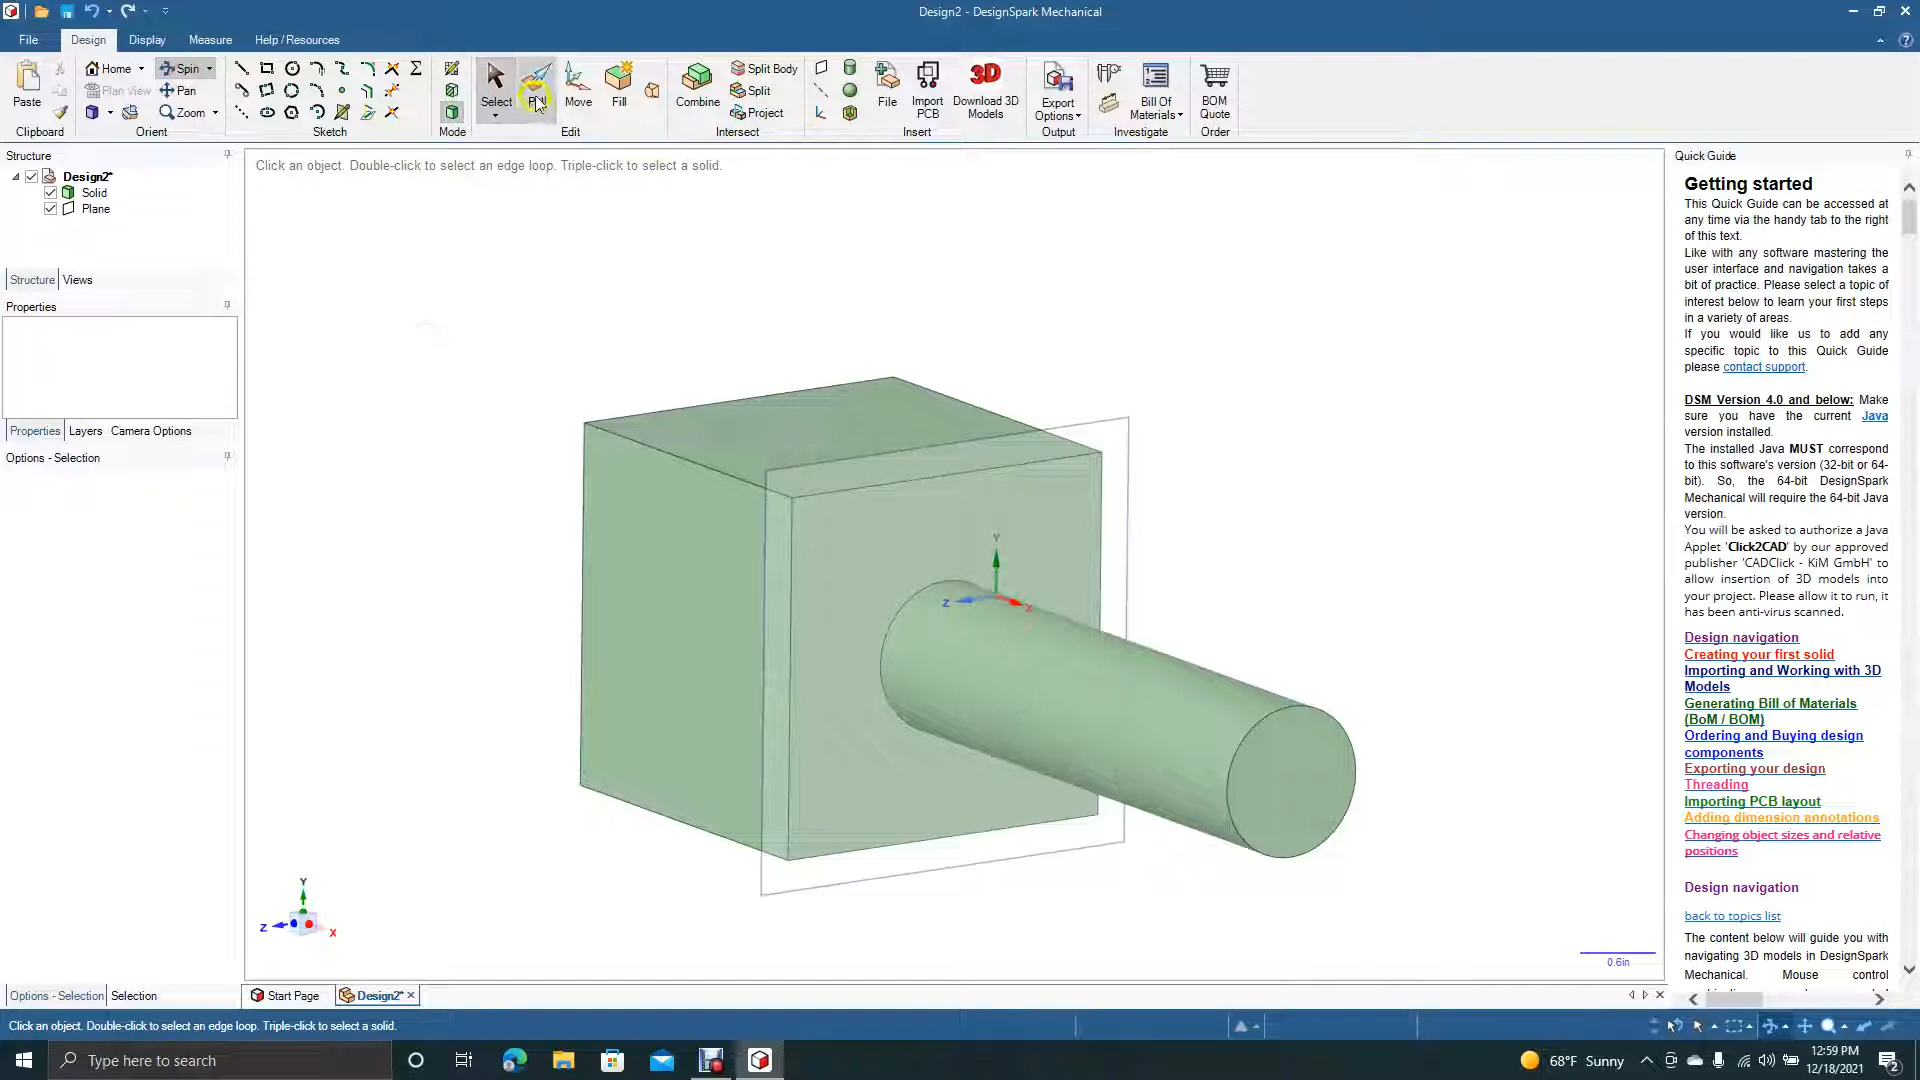 Design2 - DesignSpark Mechanical
File Design Display Measure Help / Resources
Paste
Home
Plan View
Spin
Pan
Zoom
Select
Move
Fill
Combine
Split Body
Split
Project
File
Import
PCB
Download 3D
Models
Export
Options
Bill Of
Materials
BOM
Quote
Clipboard Orient Sketch Mode Edit Intersect Insert Output Investigate Order
Structure
Design2*
Solid
Plane
Structure Views
Properties
Properties Layers Camera Options
Options - Selection
Click an object. Double-click to select an edge loop. Triple-click to select a solid.
Y
Z
X
Y
Z
X
0.6in
Quick Guide
Getting started
This Quick Guide can be accessed at
any time via the handy tab to the right
of this text.
Like with any software mastering the
user interface and navigation takes a
bit of practice. Please select a topic of
interest below to learn your first steps
in a variety of areas.
If you would like us to add any
specific topic to this Quick Guide
please contact support.
DSM Version 4.0 and below: Make
sure you have the current Java
version installed.
The installed Java MUST correspond
to this software's version (32-bit or 64-
bit). So, the 64-bit DesignSpark
Mechanical will require the 64-bit Java
version.
You will be asked to authorize a Java
Applet 'Click2CAD' by our approved
publisher 'CADClick - KiM GmbH' to
allow insertion of 3D models into
your project. Please allow it to run, it
has been anti-virus scanned.
Design navigation
Creating your first solid
Importing and Working with 3D
Models
Generating Bill of Materials
(BoM / BOM)
Ordering and Buying design
components
Exporting your design
Threading
Importing PCB layout
Adding dimension annotations
Changing object sizes and relative
positions
Design navigation
back to topics list
The content below will guide you with
navigating 3D models in DesignSpark
Mechanical. Mouse control
Options - Selection Selection
Start Page Design2*
Click an object. Double-click to select an edge loop. Triple-click to select a solid.
Type here to search
68°F Sunny
12:59 PM
12/18/2021
2